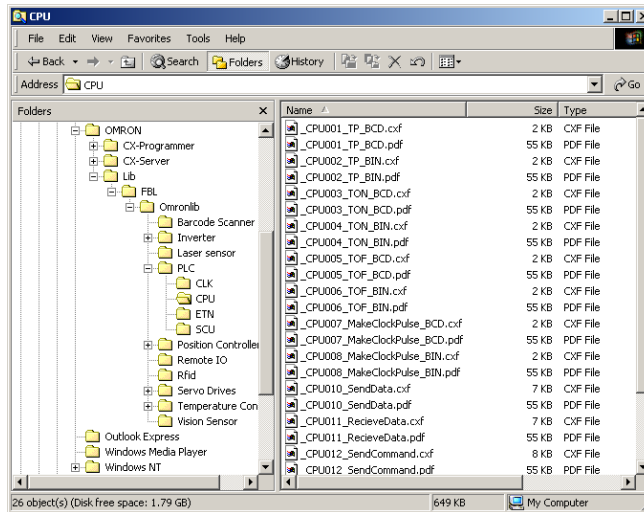 CPU
File Edit View Favorites Tools Help
Back Search Folders History
Address CPU Go
Folders
OMRON
CX-Programmer
CX-Server
Lib
FBL
Omronlib
Barcode Scanner
Inverter
Laser sensor
PLC
CLK
CPU
ETN
SCU
Position Controller
Remote IO
Rfid
Servo Drives
Temperature Con
Vision Sensor
Outlook Express
Windows Media Player
Windows NT
Name Size Type
_CPU001_TP_BCD.cxf 2 KB CXF File
_CPU001_TP_BCD.pdf 55 KB PDF File
_CPU002_TP_BIN.cxf 2 KB CXF File
_CPU002_TP_BIN.pdf 55 KB PDF File
_CPU003_TON_BCD.cxf 2 KB CXF File
_CPU003_TON_BCD.pdf 55 KB PDF File
_CPU004_TON_BIN.cxf 2 KB CXF File
_CPU004_TON_BIN.pdf 55 KB PDF File
_CPU005_TOF_BCD.cxf 2 KB CXF File
_CPU005_TOF_BCD.pdf 55 KB PDF File
_CPU006_TOF_BIN.cxf 2 KB CXF File
_CPU006_TOF_BIN.pdf 55 KB PDF File
_CPU007_MakeClockPulse_BCD.cxf 2 KB CXF File
_CPU007_MakeClockPulse_BCD.pdf 55 KB PDF File
_CPU008_MakeClockPulse_BIN.cxf 2 KB CXF File
_CPU008_MakeClockPulse_BIN.pdf 55 KB PDF File
_CPU010_SendData.cxf 7 KB CXF File
_CPU010_SendData.pdf 55 KB PDF File
_CPU011_RecieveData.cxf 7 KB CXF File
_CPU011_RecieveData.pdf 55 KB PDF File
_CPU012_SendCommand.cxf 8 KB CXF File
_CPU012_SendCommand.pdf 55 KB PDF File
26 object(s) (Disk free space: 1.79 GB) 649 KB My Computer